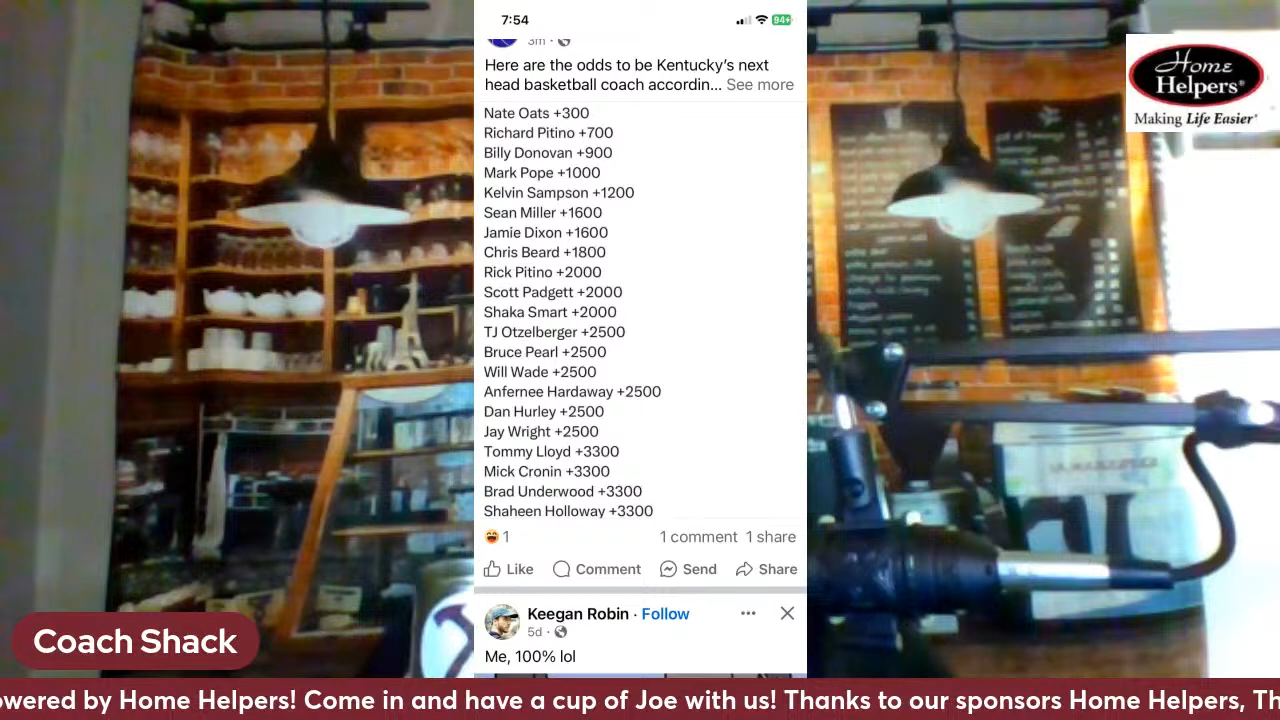 7:54
94+
Home
Helpers®
Making Life Easier®
3m ·
Here are the odds to be Kentucky’s next
head basketball coach accordin... See more
Nate Oats +300
Richard Pitino +700
Billy Donovan +900
Mark Pope +1000
Kelvin Sampson +1200
Sean Miller +1600
Jamie Dixon +1600
Chris Beard +1800
Rick Pitino +2000
Scott Padgett +2000
Shaka Smart +2000
TJ Otzelberger +2500
Bruce Pearl +2500
Will Wade +2500
Anfernee Hardaway +2500
Dan Hurley +2500
Jay Wright +2500
Tommy Lloyd +3300
Mick Cronin +3300
Brad Underwood +3300
Shaheen Holloway +3300
1
1 comment 1 share
Like Comment Send Share
Keegan Robin · Follow
5d ·
Me, 100% lol
Coach Shack
owered by Home Helpers! Come in and have a cup of Joe with us! Thanks to our sponsors Home Helpers, Th